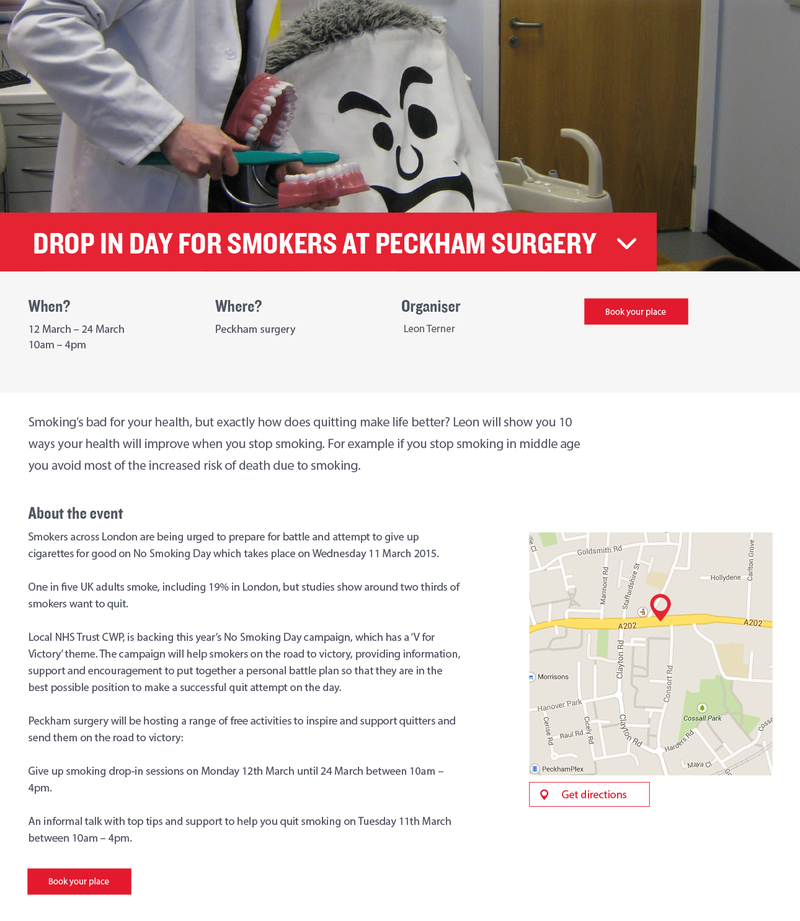 DROP IN DAY FOR SMOKERS AT PECKHAM SURGERY
When?
12 March – 24 March
10am – 4pm
Where?
Peckham surgery
Organiser
Leon Terner
Book your place
Smoking's bad for your health, but exactly how does quitting make life better? Leon will show you 10
ways your health will improve when you stop smoking. For example if you stop smoking in middle age
you avoid most of the increased risk of death due to smoking.
About the event
Smokers across London are being urged to prepare for battle and attempt to give up
cigarettes for good on No Smoking Day which takes place on Wednesday 11 March 2015.
One in five UK adults smoke, including 19% in London, but studies show around two thirds of
smokers want to quit.
Local NHS Trust CWP, is backing this year's No Smoking Day campaign, which has a 'V for
Victory' theme. The campaign will help smokers on the road to victory, providing information,
support and encouragement to put together a personal battle plan so that they are in the
best possible position to make a successful quit attempt on the day.
Peckham surgery will be hosting a range of free activities to inspire and support quitters and
send them on the road to victory:
Give up smoking drop-in sessions on Monday 12th March until 24 March between 10am –
4pm.
An informal talk with top tips and support to help you quit smoking on Tuesday 11th March
between 10am – 4pm.
Book your place
Goldsmith Rd
Marmont Rd
Staffordshire St
Carlton Grove
Hollydene
A202
A202
Clayton Rd
Consort Rd
Morrisons
Hanover Park
Cerise Rd
Raul Rd
Cicely Rd
Clayton Rd
Cossall Park
Harders Rd
Maya Cl
PeckhamPlex
Get directions